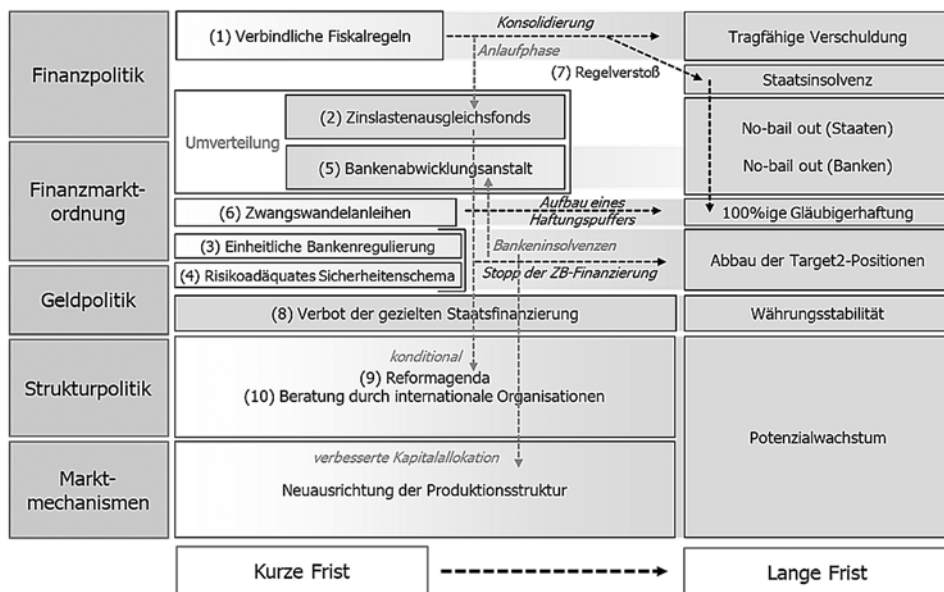 Finanzpolitik
(1) Verbindliche Fiskalregeln
Konsolidierung
Anlaufphase
(7) Regelverstoß
Tragfähige Verschuldung
Staatsinsolvenz
Umverteilung
(2) Zinslastenausgleichsfonds
(5) Bankenabwicklungsanstalt
No-bail out (Staaten)
No-bail out (Banken)
Finanzmarkt-
ordnung
(6) Zwangswandelanleihen
Aufbau eines
Haftungspuffers
100%ige Gläubigerhaftung
(3) Einheitliche Bankenregulierung
(4) Risikoadäquates Sicherheitenschema
Bankeninsolvenzen
Stopp der ZB-Finanzierung
Abbau der Target2-Positionen
Geldpolitik
(8) Verbot der gezielten Staatsfinanzierung
Währungsstabilität
Strukturpolitik
konditional
(9) Reformagenda
(10) Beratung durch internationale Organisationen
Potenzialwachstum
Markt-
mechanismen
verbesserte Kapitalallokation
Neuausrichtung der Produktionsstruktur
Kurze Frist
Lange Frist